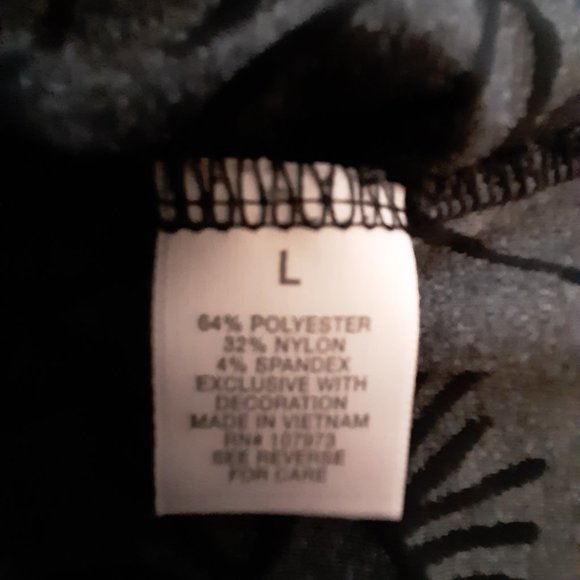 L
64% POLYESTER
32% NYLON
4% SPANDEX
EXCLUSIVE WITH
DECORATION
MADE IN VIETNAM
RN# 107973
SEE REVERSE
FOR CARE